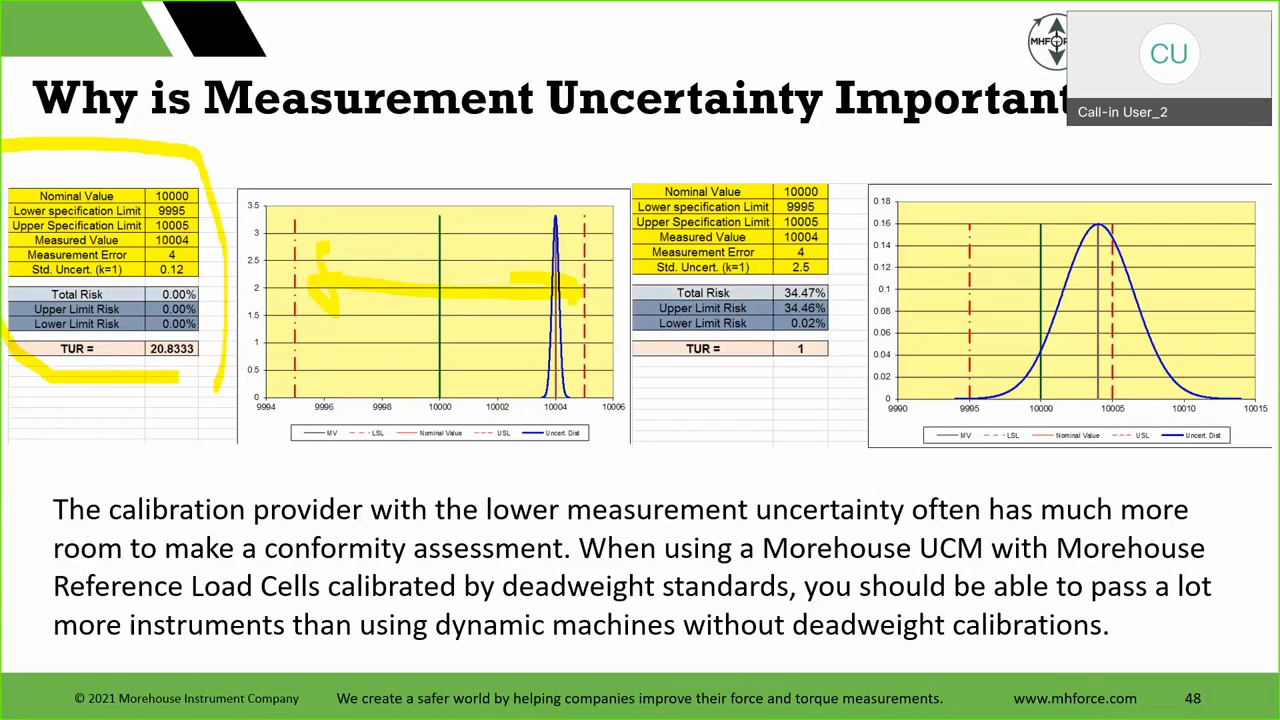 MHFORCE
CU
Call-in User_2
Why is Measurement Uncertainty Important
Nominal Value 10000
Lower specification Limit 9995
Upper Specification Limit 10005
Measured Value 10004
Measurement Error 4
Std. Uncert. (k=1) 0.12
Total Risk 0.00%
Upper Limit Risk 0.00%
Lower Limit Risk 0.00%
TUR = 20.8333
3.5
3
2.5
2
1.5
1
0.5
0
9994 9996 9998 10000 10002 10004 10006
MV LSL Nominal Value USL Uncert. Dist
Nominal Value 10000
Lower specification Limit 9995
Upper Specification Limit 10005
Measured Value 10004
Measurement Error 4
Std. Uncert. (k=1) 2.5
Total Risk 34.47%
Upper Limit Risk 34.46%
Lower Limit Risk 0.02%
TUR = 1
0.18
0.16
0.14
0.12
0.1
0.08
0.06
0.04
0.02
0
9990 9995 10000 10005 10010 10015
MV LSL Nominal Value USL Uncert. Dist
The calibration provider with the lower measurement uncertainty often has much more
room to make a conformity assessment. When using a Morehouse UCM with Morehouse
Reference Load Cells calibrated by deadweight standards, you should be able to pass a lot
more instruments than using dynamic machines without deadweight calibrations.
© 2021 Morehouse Instrument Company We create a safer world by helping companies improve their force and torque measurements. www.mhforce.com 48